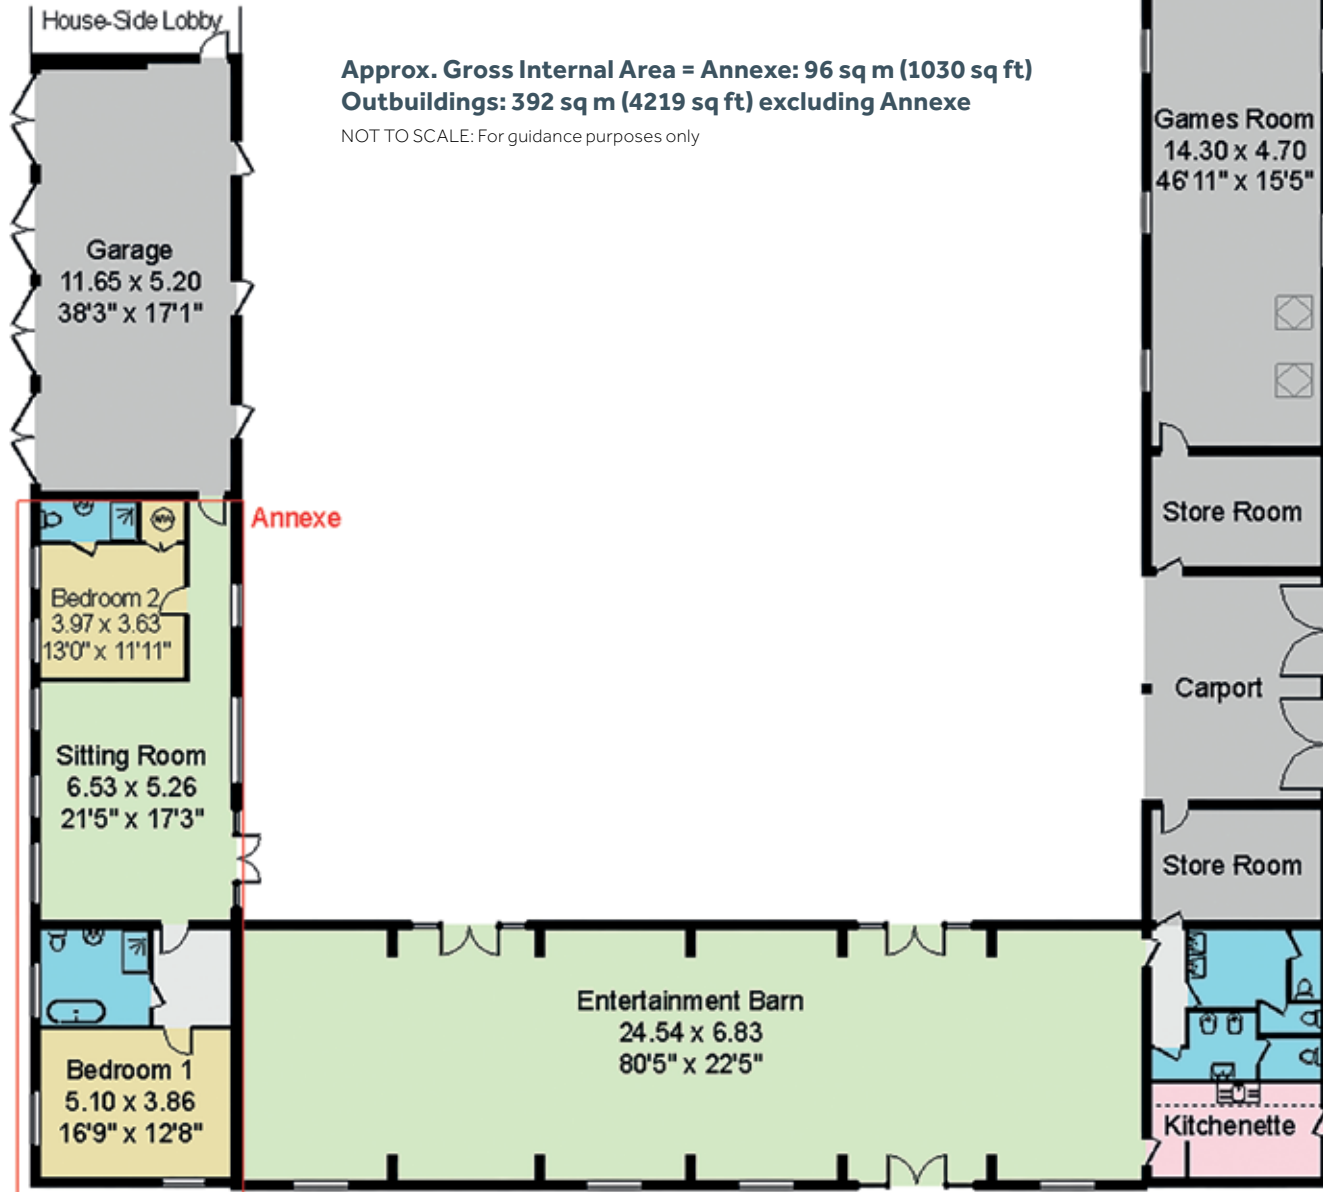 House-Side Lobby
Approx. Gross Internal Area = Annexe: 96 sq m (1030 sq ft)
Outbuildings: 392 sq m (4219 sq ft) excluding Annexe
NOT TO SCALE: For guidance purposes only
Games Room
14.30 x 4.70
46'11" x 15'5"
Garage
11.65 x 5.20
38'3" x 17'1"
Store Room
Annexe
Bedroom 2
3.97 x 3.63
13'0" x 11'11"
Carport
Sitting Room
6.53 x 5.26
21'5" x 17'3"
Store Room
Entertainment Barn
24.54 x 6.83
80'5" x 22'5"
Bedroom 1
5.10 x 3.86
16'9" x 12'8"
Kitchenette